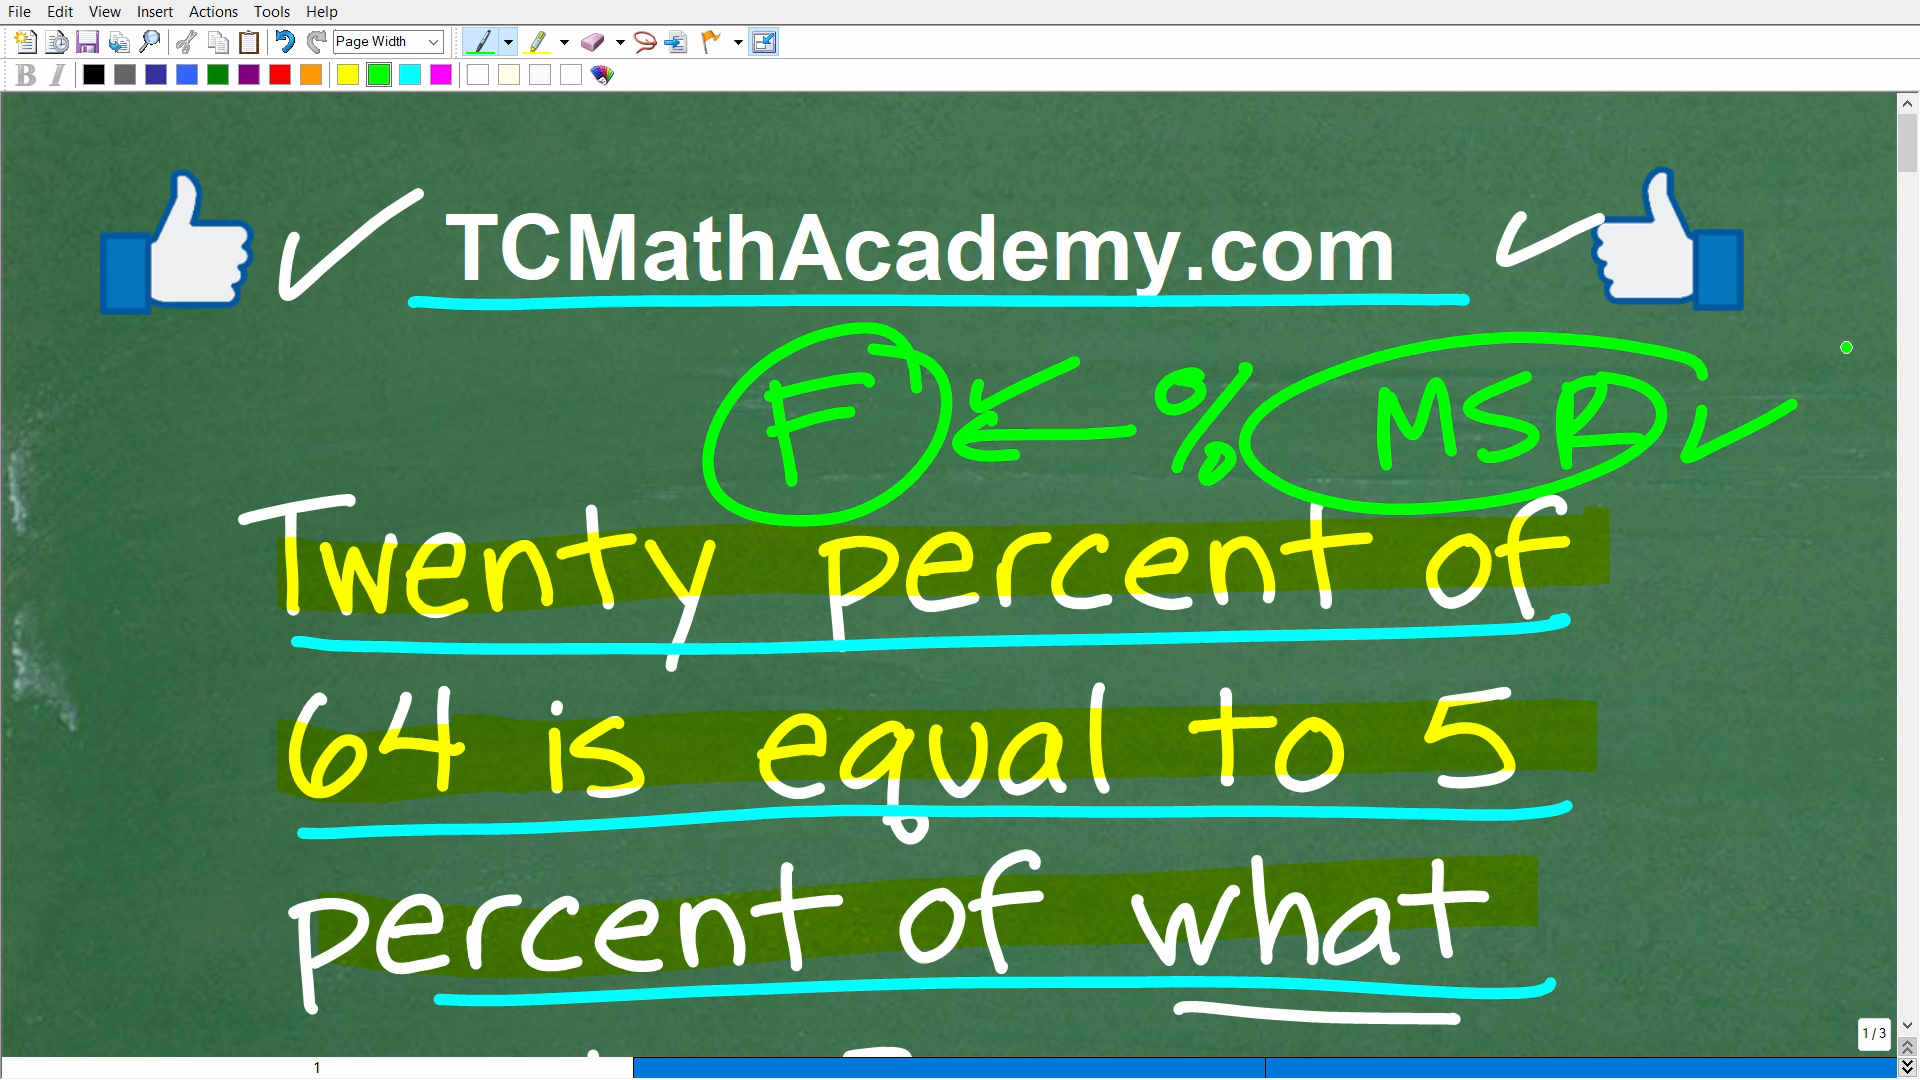 File Edit View Insert Actions Tools Help
Page Width
B I
TCMathAcademy.com
F % MSR
Twenty percent of
64 is equal to 5
percent of what
1 / 3
1